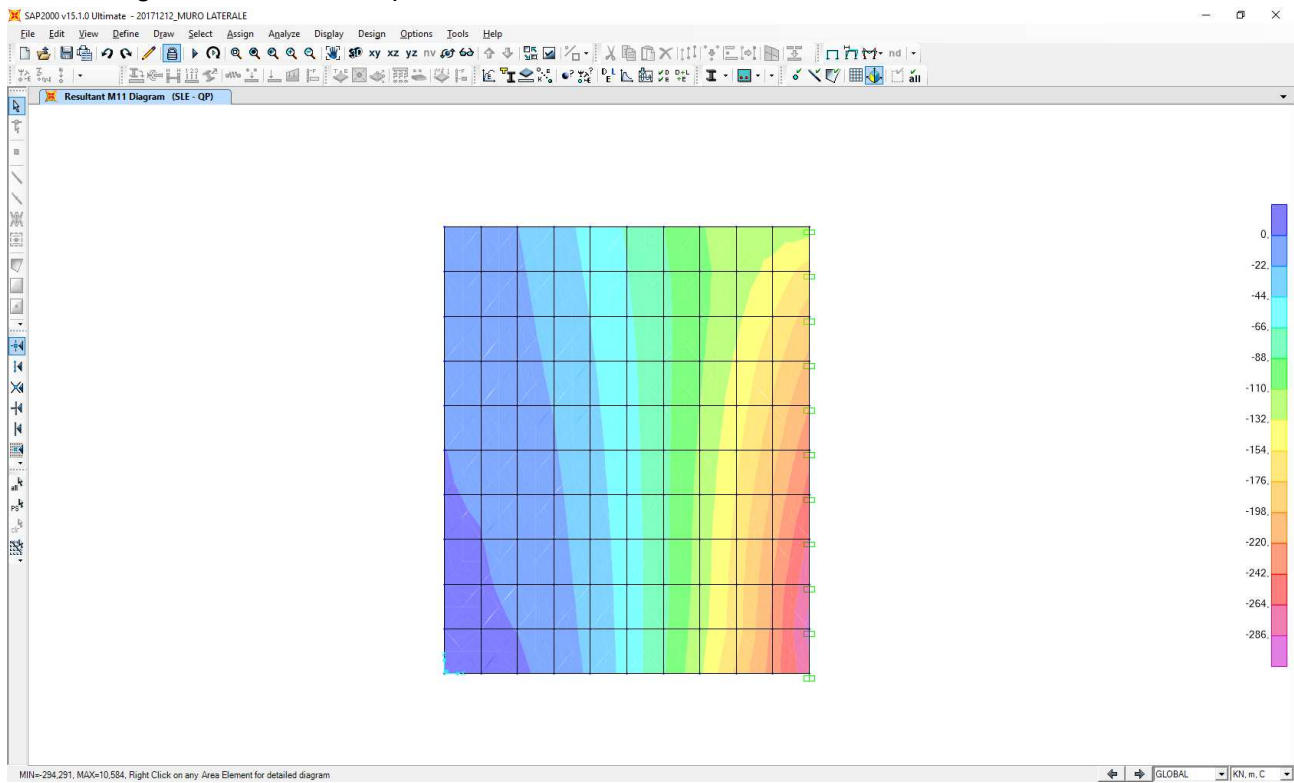 SAP2000 v15.1.0 Ultimate - 20171212_MURO LATERALE
File Edit View Define Draw Select Assign Analyze Display Design Options Tools Help
xy xz yz nv
nd
Resultant M11 Diagram (SLE - QP)
all
0,
-22,
-44,
-66,
-88,
-110,
-132,
-154,
-176,
-198,
-220,
-242,
-264,
-286,
all
PS
clr
MIN=-294,291, MAX=10,584, Right Click on any Area Element for detailed diagram
GLOBAL
KN, m, C